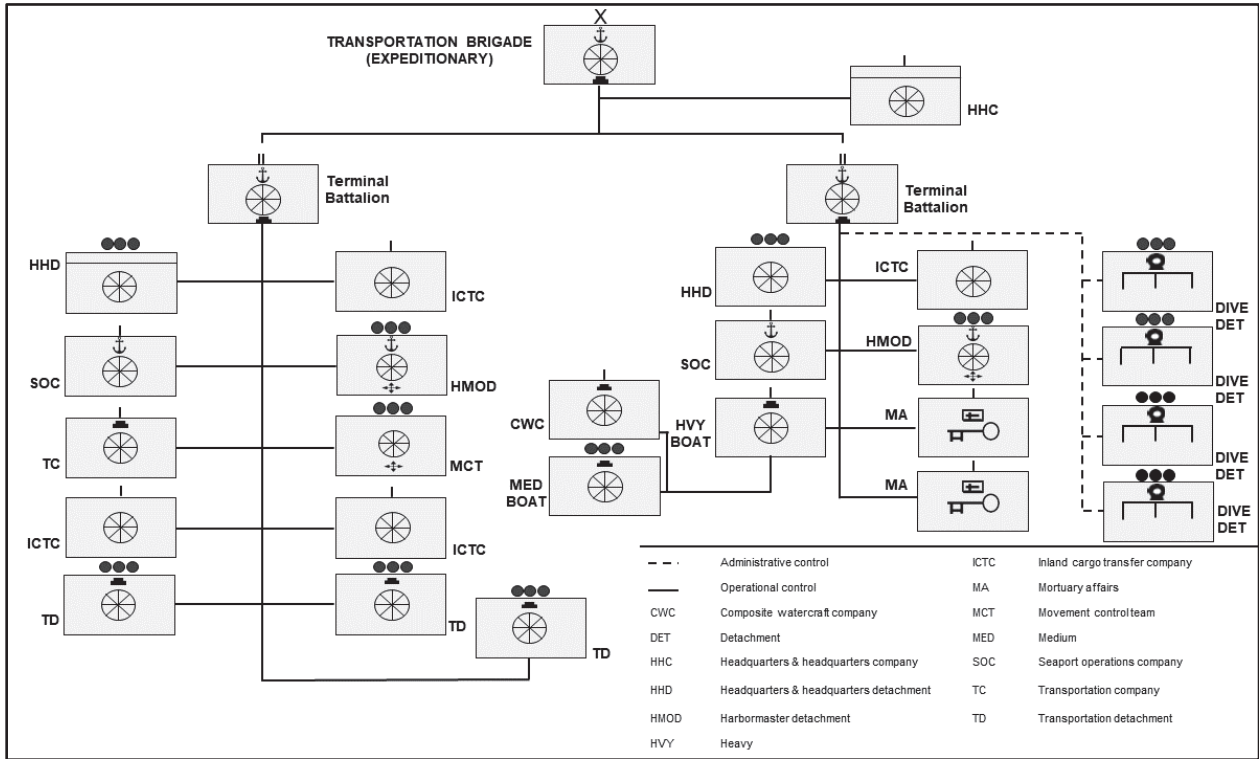 X
TRANSPORTATION BRIGADE
(EXPEDITIONARY)
HHC
Terminal
Battalion
Terminal
Battalion
HHD
ICTC
SOC
HMOD
TC
MCT
ICTC
ICTC
TD
TD
TD
HHD
ICTC
SOC
HMOD
CWC
HVY
BOAT
MA
MED
BOAT
MA
DIVE
DET
DIVE
DET
DIVE
DET
DIVE
DET
Administrative control
Operational control
CWC Composite watercraft company
DET Detachment
HHC Headquarters & headquarters company
HHD Headquarters & headquarters detachment
HMOD Harbormaster detachment
HVY Heavy
ICTC Inland cargo transfer company
MA Mortuary affairs
MCT Movement control team
MED Medium
SOC Seaport operations company
TC Transportation company
TD Transportation detachment